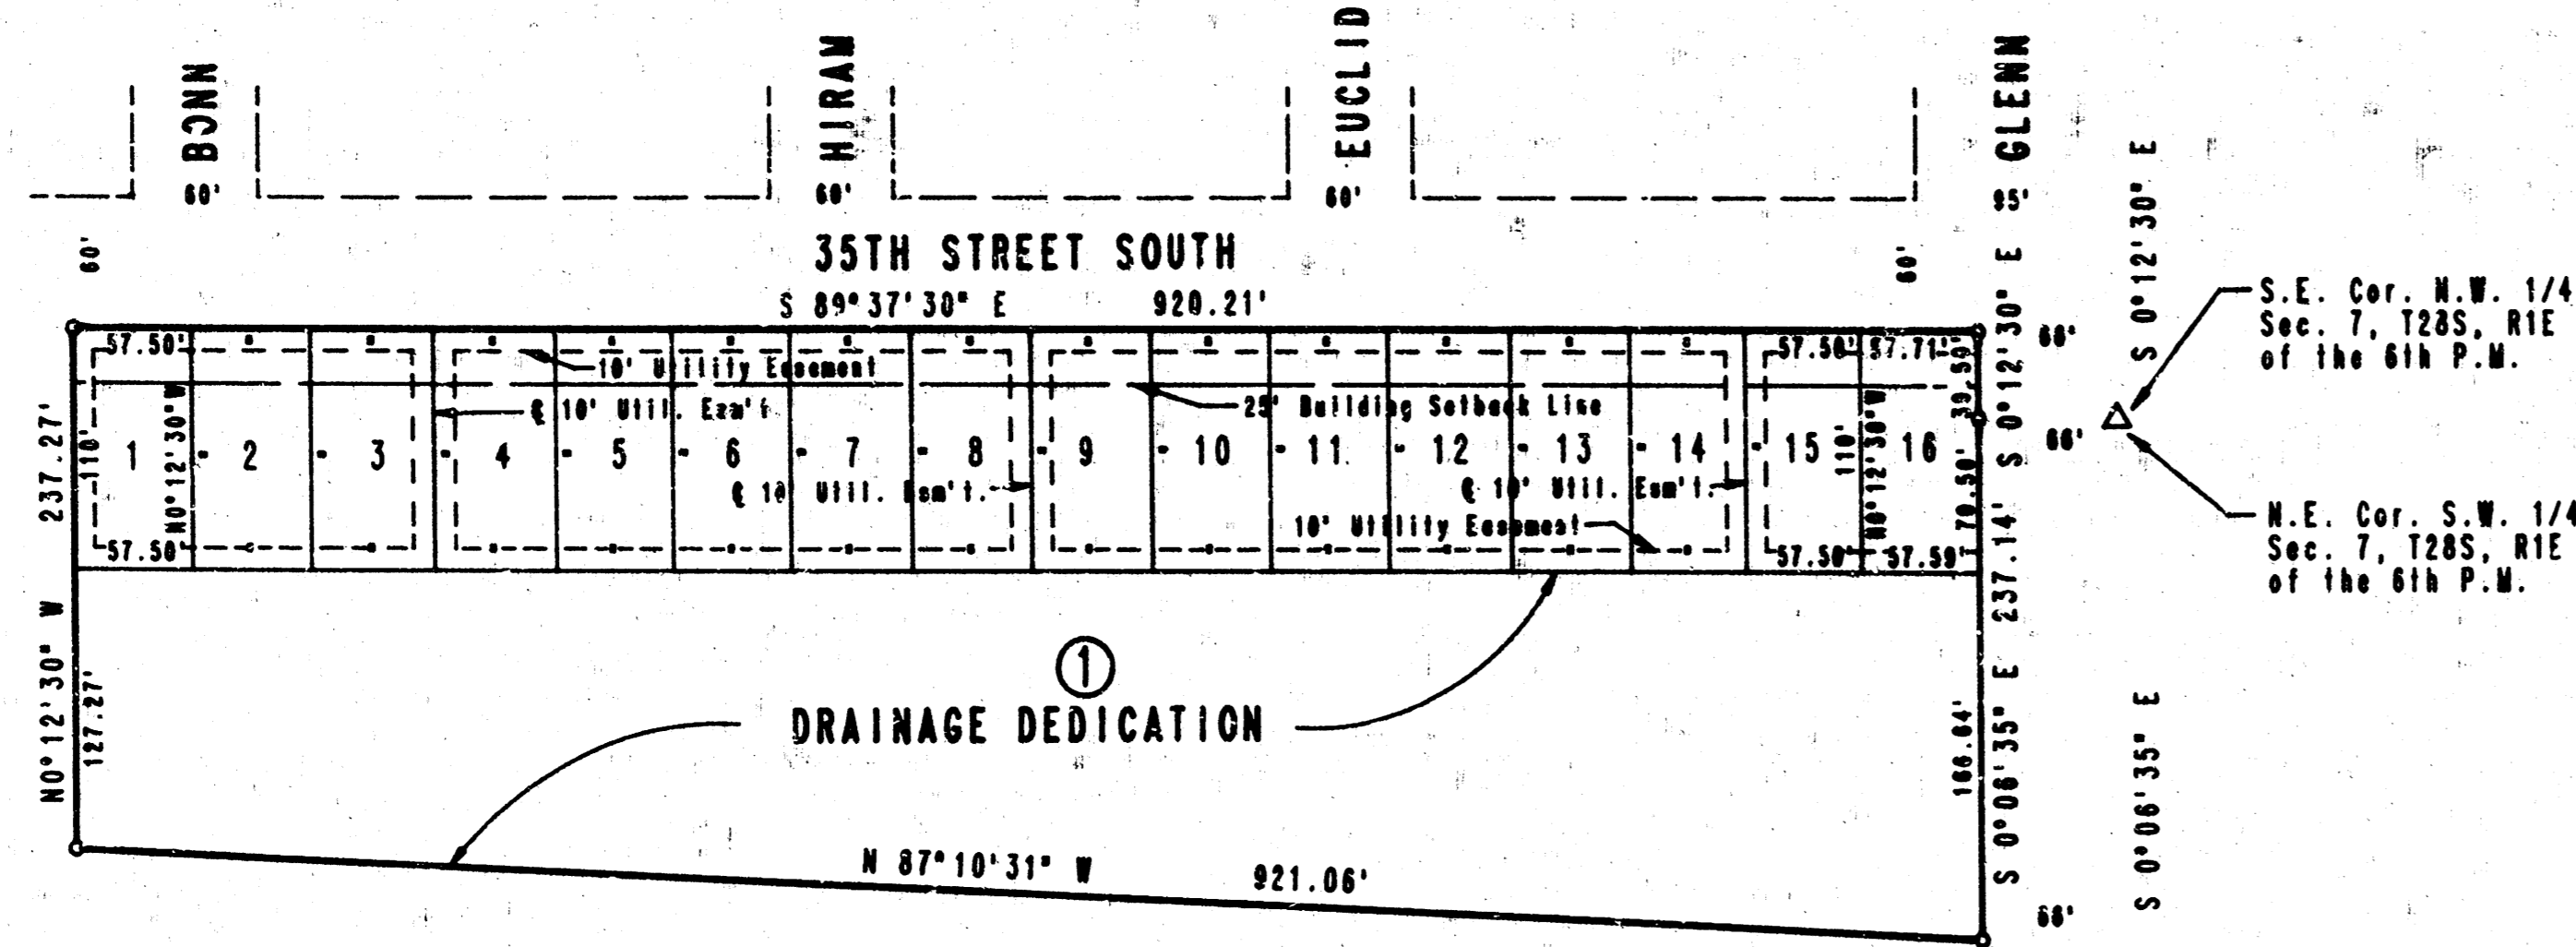 BONN
HIRAM
EUCLID
GLENN
60'
60'
60'
95'
60'
35TH STREET SOUTH
60'
S 89° 37' 30" E 920.21'
S 0° 12' 30" E
S 0° 12' 30" E
66'
S.E. Cor. N.W. 1/4
Sec. 7, T28S, R1E
of the 6th P.M.
57.50'
57.50'
57.71'
39.50'
10' Utility Easement
₵ 10' Util. Esm't
25' Building Setback Line
237.27'
110'
N0° 12' 30" W
1 2 3 4 5 6 7 8 9 10 11 12 13 14 15 16
110'
N0° 12' 30" W
79.50'
66'
₵ 10' Util. Esm't.
₵ 10' Util. Esm't.
10' Utility Easement
57.50'
57.50'
57.59'
N.E. Cor. S.W. 1/4
Sec. 7, T28S, R1E
of the 6th P.M.
237.14'
N0° 12' 30" W
127.27'
1
DRAINAGE DEDICATION
166.64'
S 0° 06' 35" E
S 0° 06' 35" E
N 87° 10' 31" W 921.06'
66'